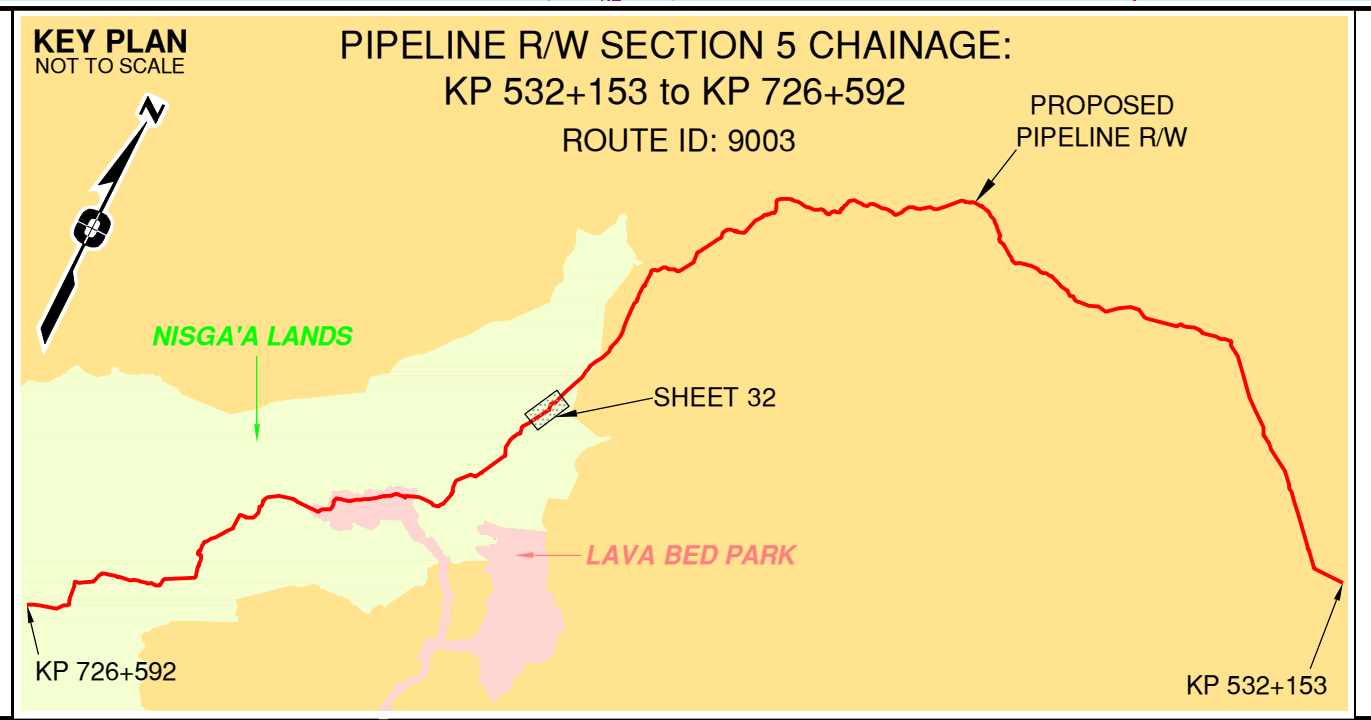 KEY PLAN
NOT TO SCALE
PIPELINE R/W SECTION 5 CHAINAGE:
KP 532+153 to KP 726+592
ROUTE ID: 9003
PROPOSED
PIPELINE R/W
N
NISGA'A LANDS
SHEET 32
LAVA BED PARK
KP 726+592
KP 532+153